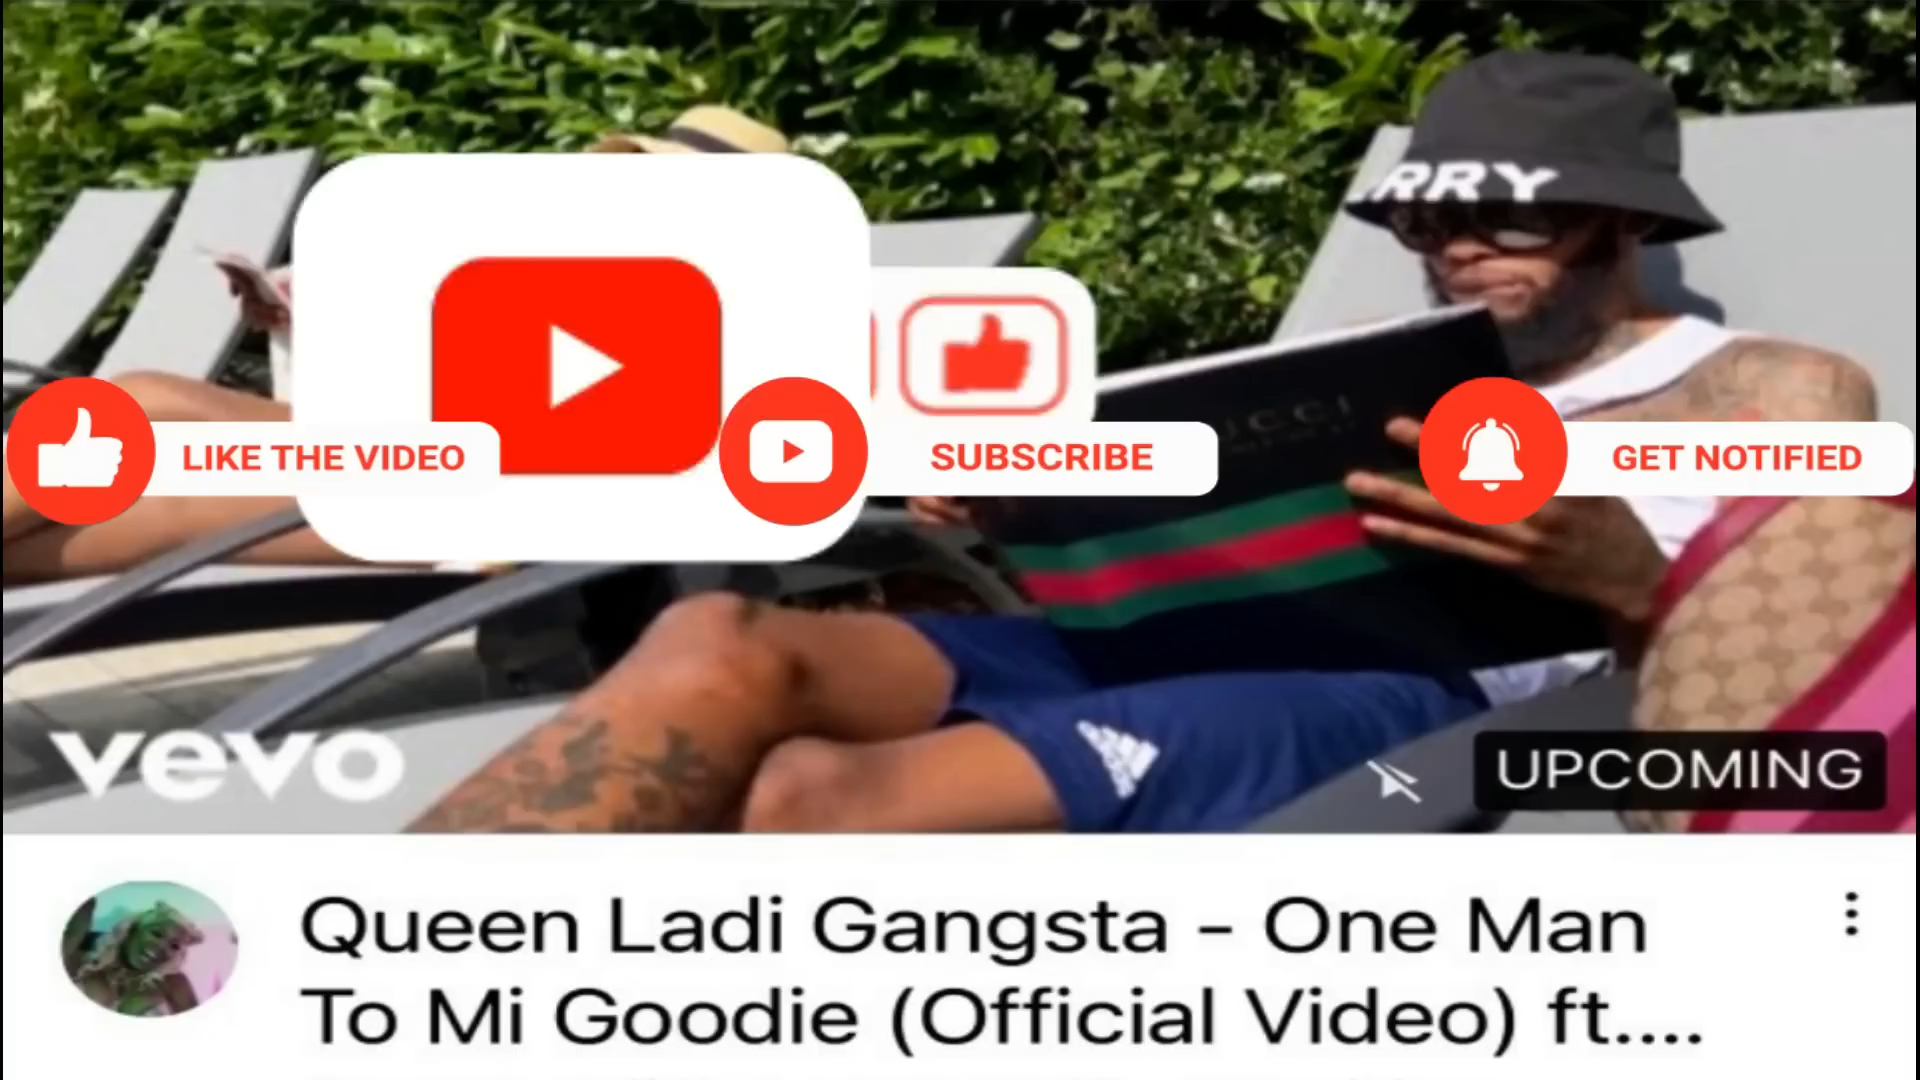 RRY
LIKE THE VIDEO
SUBSCRIBE
GET NOTIFIED
vevo
UPCOMING
Queen Ladi Gangsta - One Man
To Mi Goodie (Official Video) ft....